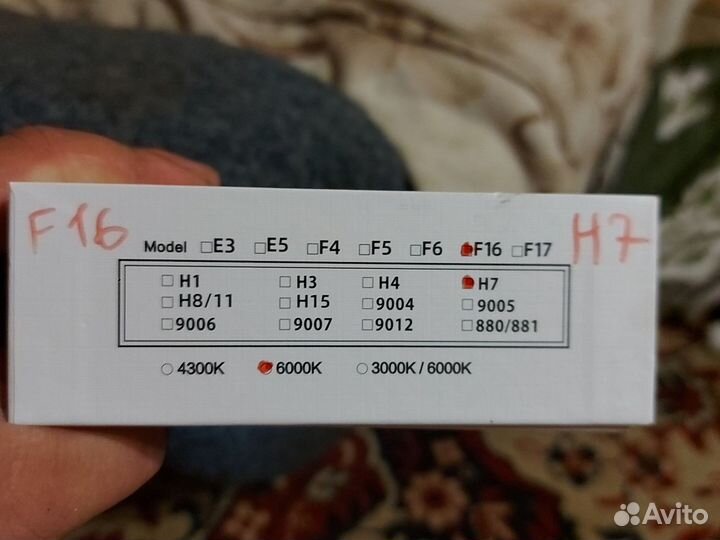 F16 Model □E3 □E5 □F4 □F5 □F6 ■F16 □F17 H7
□ H1 □ H3 □ H4 ■ H7
□ H8/11 □ H15 □ 9004 □ 9005
□ 9006 □ 9007 □ 9012 □ 880/881
○ 4300K ● 6000K ○ 3000K / 6000K
Avito